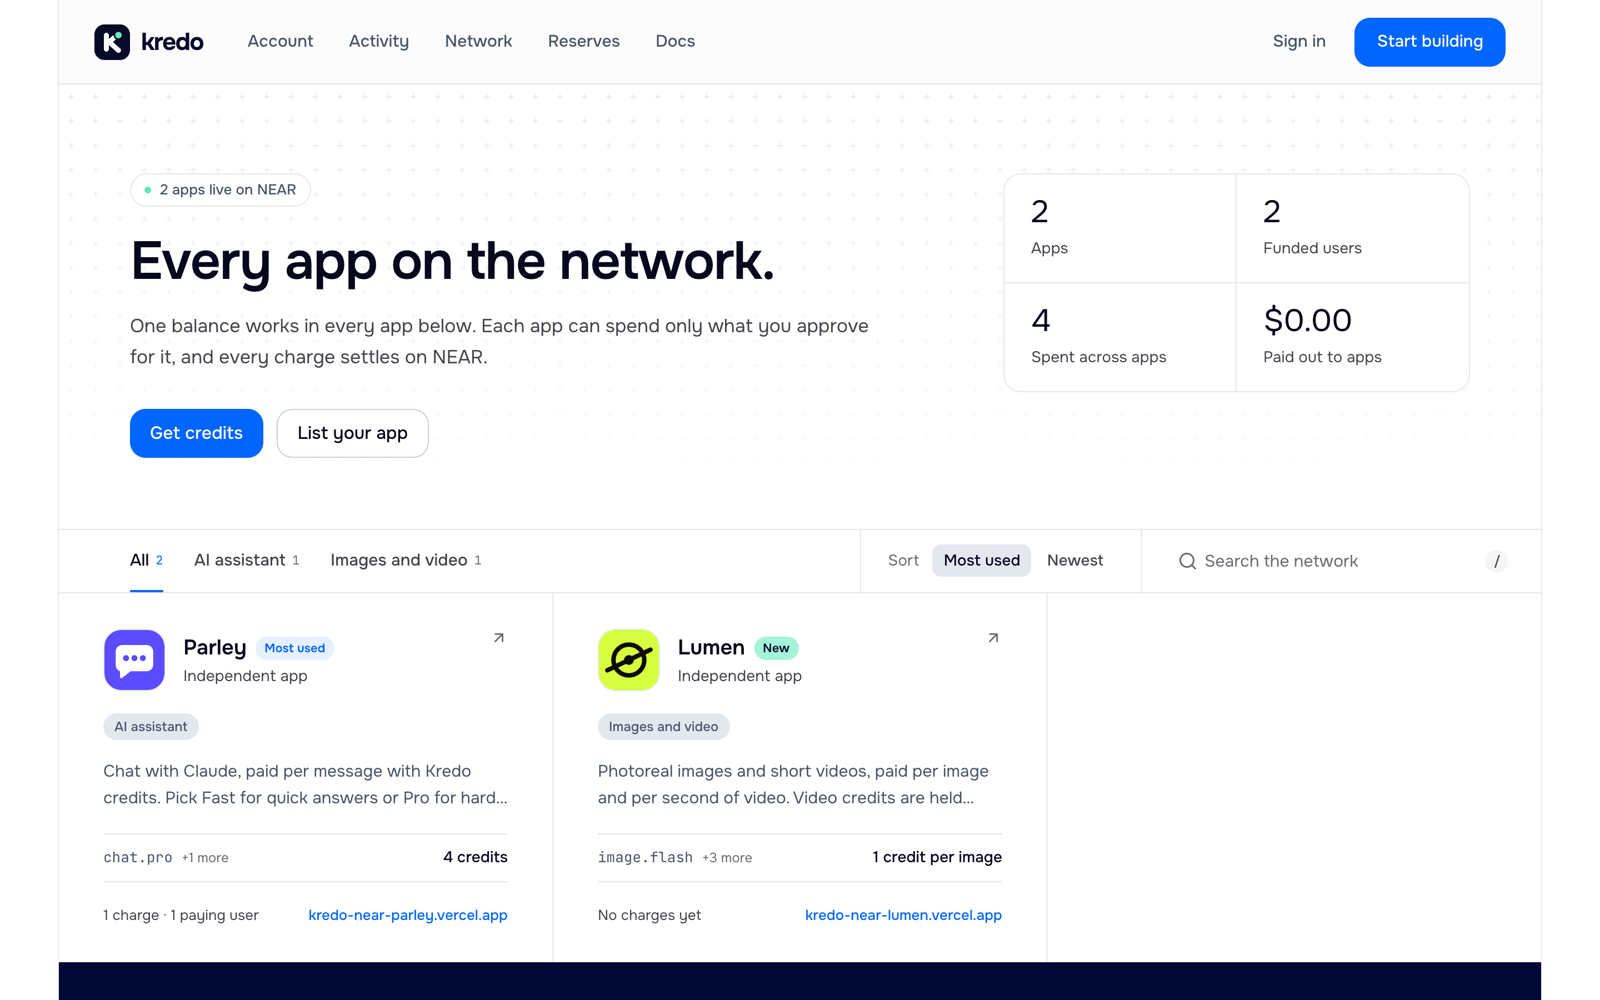 kredo
Account
Activity
Network
Reserves
Docs
Sign in
Start building
2 apps live on NEAR
Every app on the network.
One balance works in every app below. Each app can spend only what you approve
for it, and every charge settles on NEAR.
Get credits
List your app
2
Apps
2
Funded users
4
Spent across apps
$0.00
Paid out to apps
All 2
AI assistant 1
Images and video 1
Sort
Most used
Newest
Search the network
/
Parley
Most used
Independent app
AI assistant
Chat with Claude, paid per message with Kredo
credits. Pick Fast for quick answers or Pro for hard...
chat.pro +1 more
4 credits
1 charge · 1 paying user
kredo-near-parley.vercel.app
Lumen
New
Independent app
Images and video
Photoreal images and short videos, paid per image
and per second of video. Video credits are held...
image.flash +3 more
1 credit per image
No charges yet
kredo-near-lumen.vercel.app